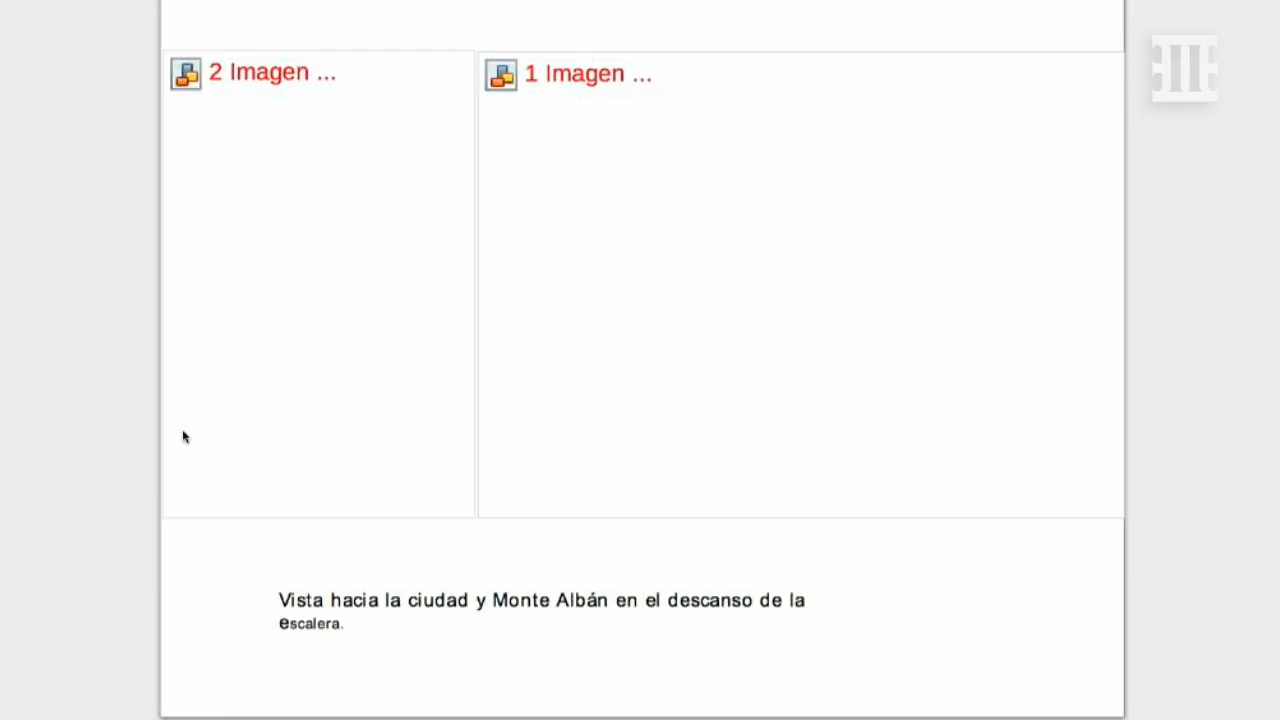 2 Imagen ...
1 Imagen ...
Vista hacia la ciudad y Monte Albán en el descanso de la
escalera.